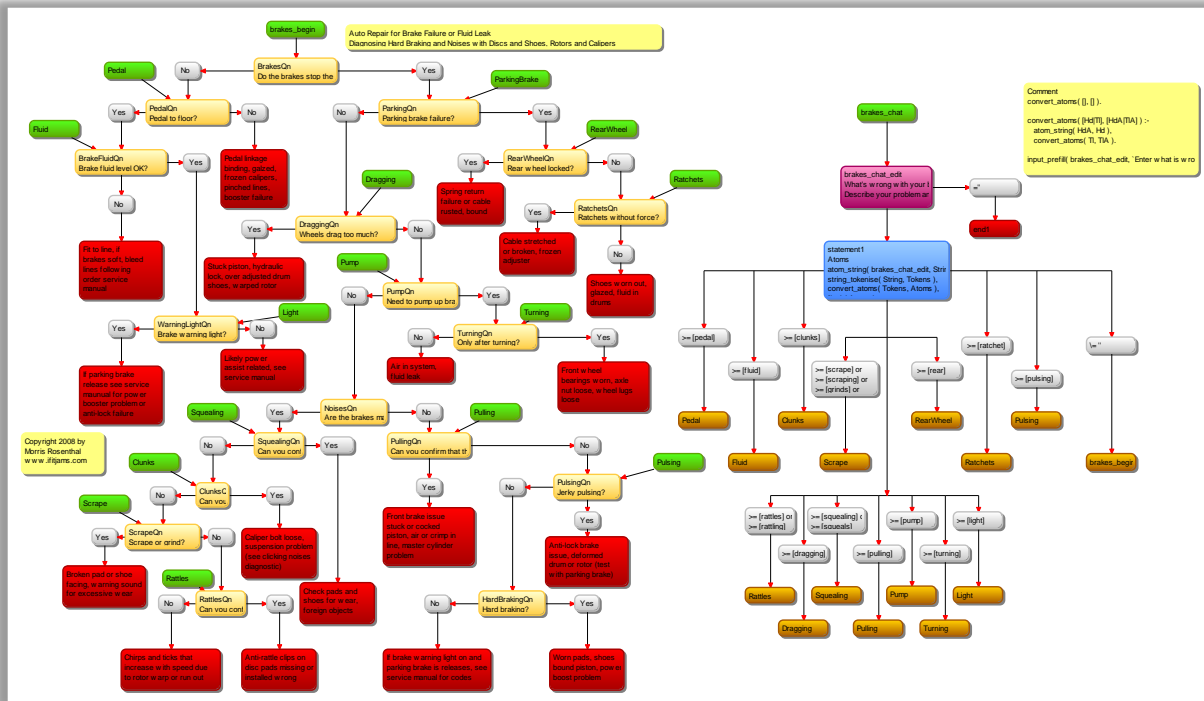 brakes_begin
Auto Repair for Brake Failure or Fluid Leak
Diagnosing Hard Braking and Noises with Discs and Shoes, Rotors and Calipers
Pedal
No
BrakesQn
Do the brakes stop the
Yes
ParkingBrake
Yes
PedalQn
Pedal to floor?
No
No
ParkingQn
Parking brake failure?
Yes
Fluid
RearWheel
BrakeFluidQn
Brake fluid level OK?
Yes
Pedal linkage
binding, galzed,
frozen calipers,
pinched lines,
booster failure
RearWheelQn
Rear wheel locked?
No
Dragging
Ratchets
No
Spring return
failure or cable
rusted, bound
Yes
RatchetsQn
Ratchets without force?
Yes
DraggingQn
Wheels drag too much?
No
Fit to line, if
brakes soft, bleed
lines following
order service
manual
Stuck piston, hydraulic
lock, over adjusted drum
shoes, warped rotor
Cable stretched
or broken, frozen
adjuster
No
Pump
Shoes worn out,
glazed, fluid in
drums
No
PumpQn
Need to pump up bra
Yes
Light
Turning
Yes
WarningLightQn
Brake warning light?
No
Yes
TurningQn
Only after turning?
Yes
Likely power
assist related, see
service manual
Air in system,
fluid leak
If parking brake
release see service
manual for power
booster problem or
anti-lock failure
Front wheel
bearings worn, axle
nut loose, wheel lugs
loose
Squealing
Yes
NoisesQn
Are the brakes ma
No
Pulling
Copyright 2008 by
Morris Rosenthal
www.ifitjams.com
No
SquealingQn
Can you conf
Yes
PullingQn
Can you confirm that th
No
Clunks
Pulsing
No
Can you
Yes
Yes
No
PulsingQn
Jerky pulsing?
Scrape
Yes
ScrapeQn
Scrape or grind?
No
Caliper bolt loose,
suspension problem
(see clicking noises
diagnostic)
Front brake issue
stuck or cocked
piston, air or crimp in
line, master cylinder
problem
Yes
Anti-lock brake
issue, deformed
drum or rotor (test
with parking brake)
Broken pad or shoe
facing, warning sound
for excessive wear
Rattles
No
RattlesQn
Can you conf
Yes
Check pads and
shoes for wear,
foreign objects
No
HardBrakingQn
Hard braking?
Yes
Chirps and ticks that
increase with speed due
to rotor warp or run out
Anti-rattle clips on
disc pads missing or
installed wrong
If brake warning light on and
parking brake is releases, see
service manual for codes
Worn pads, shoes
bound piston, power
boost problem
Comment
convert_atoms( [], [] ).
convert_atoms( [Hd|Tl], [HdA|TlA] ) :-
atom_string( HdA, Hd ),
convert_atoms( Tl, TlA ).
input_prefill( brakes_chat_edit, `Enter what is wro
brakes_chat
brakes_chat_edit
What's wrong with your b
Describe your problem an
=``
end1
statement1
Atoms
atom_string( brakes_chat_edit, Strin
string_tokenise( String, Tokens ),
convert_atoms( Tokens, Atoms ),
>= [pedal]
>= [clunks]
>= [ratchet]
\= ``
>= [fluid]
>= [scrape] or
>= [scraping] or
>= [grinds] or
>= [rear]
>= [pulsing]
Pedal
Clunks
RearWheel
Pulsing
Fluid
Scrape
Ratchets
brakes_begin
>= [rattles] or
>= [rattling]
>= [squealing] o
>= [squeals]
>= [pump]
>= [light]
>= [dragging]
>= [pulling]
>= [turning]
Rattles
Squealing
Pump
Light
Dragging
Pulling
Turning